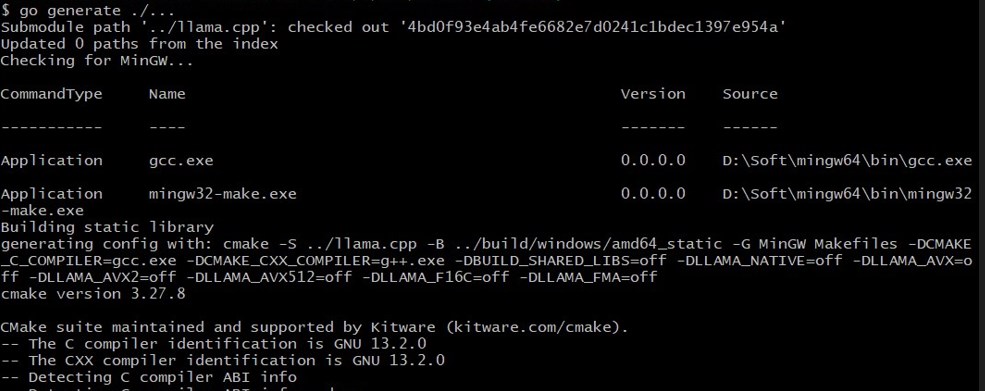 $ go generate ./...
Submodule path '../llama.cpp': checked out '4bd0f93e4ab4fe6682e7d0241c1bdec1397e954a'
Updated 0 paths from the index
Checking for MinGW...
CommandType     Name                                               Version    Source
-----------     ----                                               -------    ------
Application     gcc.exe                                            0.0.0.0    D:\Soft\mingw64\bin\gcc.exe
Application     mingw32-make.exe                                   0.0.0.0    D:\Soft\mingw64\bin\mingw32
-make.exe
Building static library
generating config with: cmake -S ../llama.cpp -B ../build/windows/amd64_static -G MinGW Makefiles -DCMAKE
_C_COMPILER=gcc.exe -DCMAKE_CXX_COMPILER=g++.exe -DBUILD_SHARED_LIBS=off -DLLAMA_NATIVE=off -DLLAMA_AVX=o
ff -DLLAMA_AVX2=off -DLLAMA_AVX512=off -DLLAMA_F16C=off -DLLAMA_FMA=off
cmake version 3.27.8
CMake suite maintained and supported by Kitware (kitware.com/cmake).
-- The C compiler identification is GNU 13.2.0
-- The CXX compiler identification is GNU 13.2.0
-- Detecting C compiler ABI info